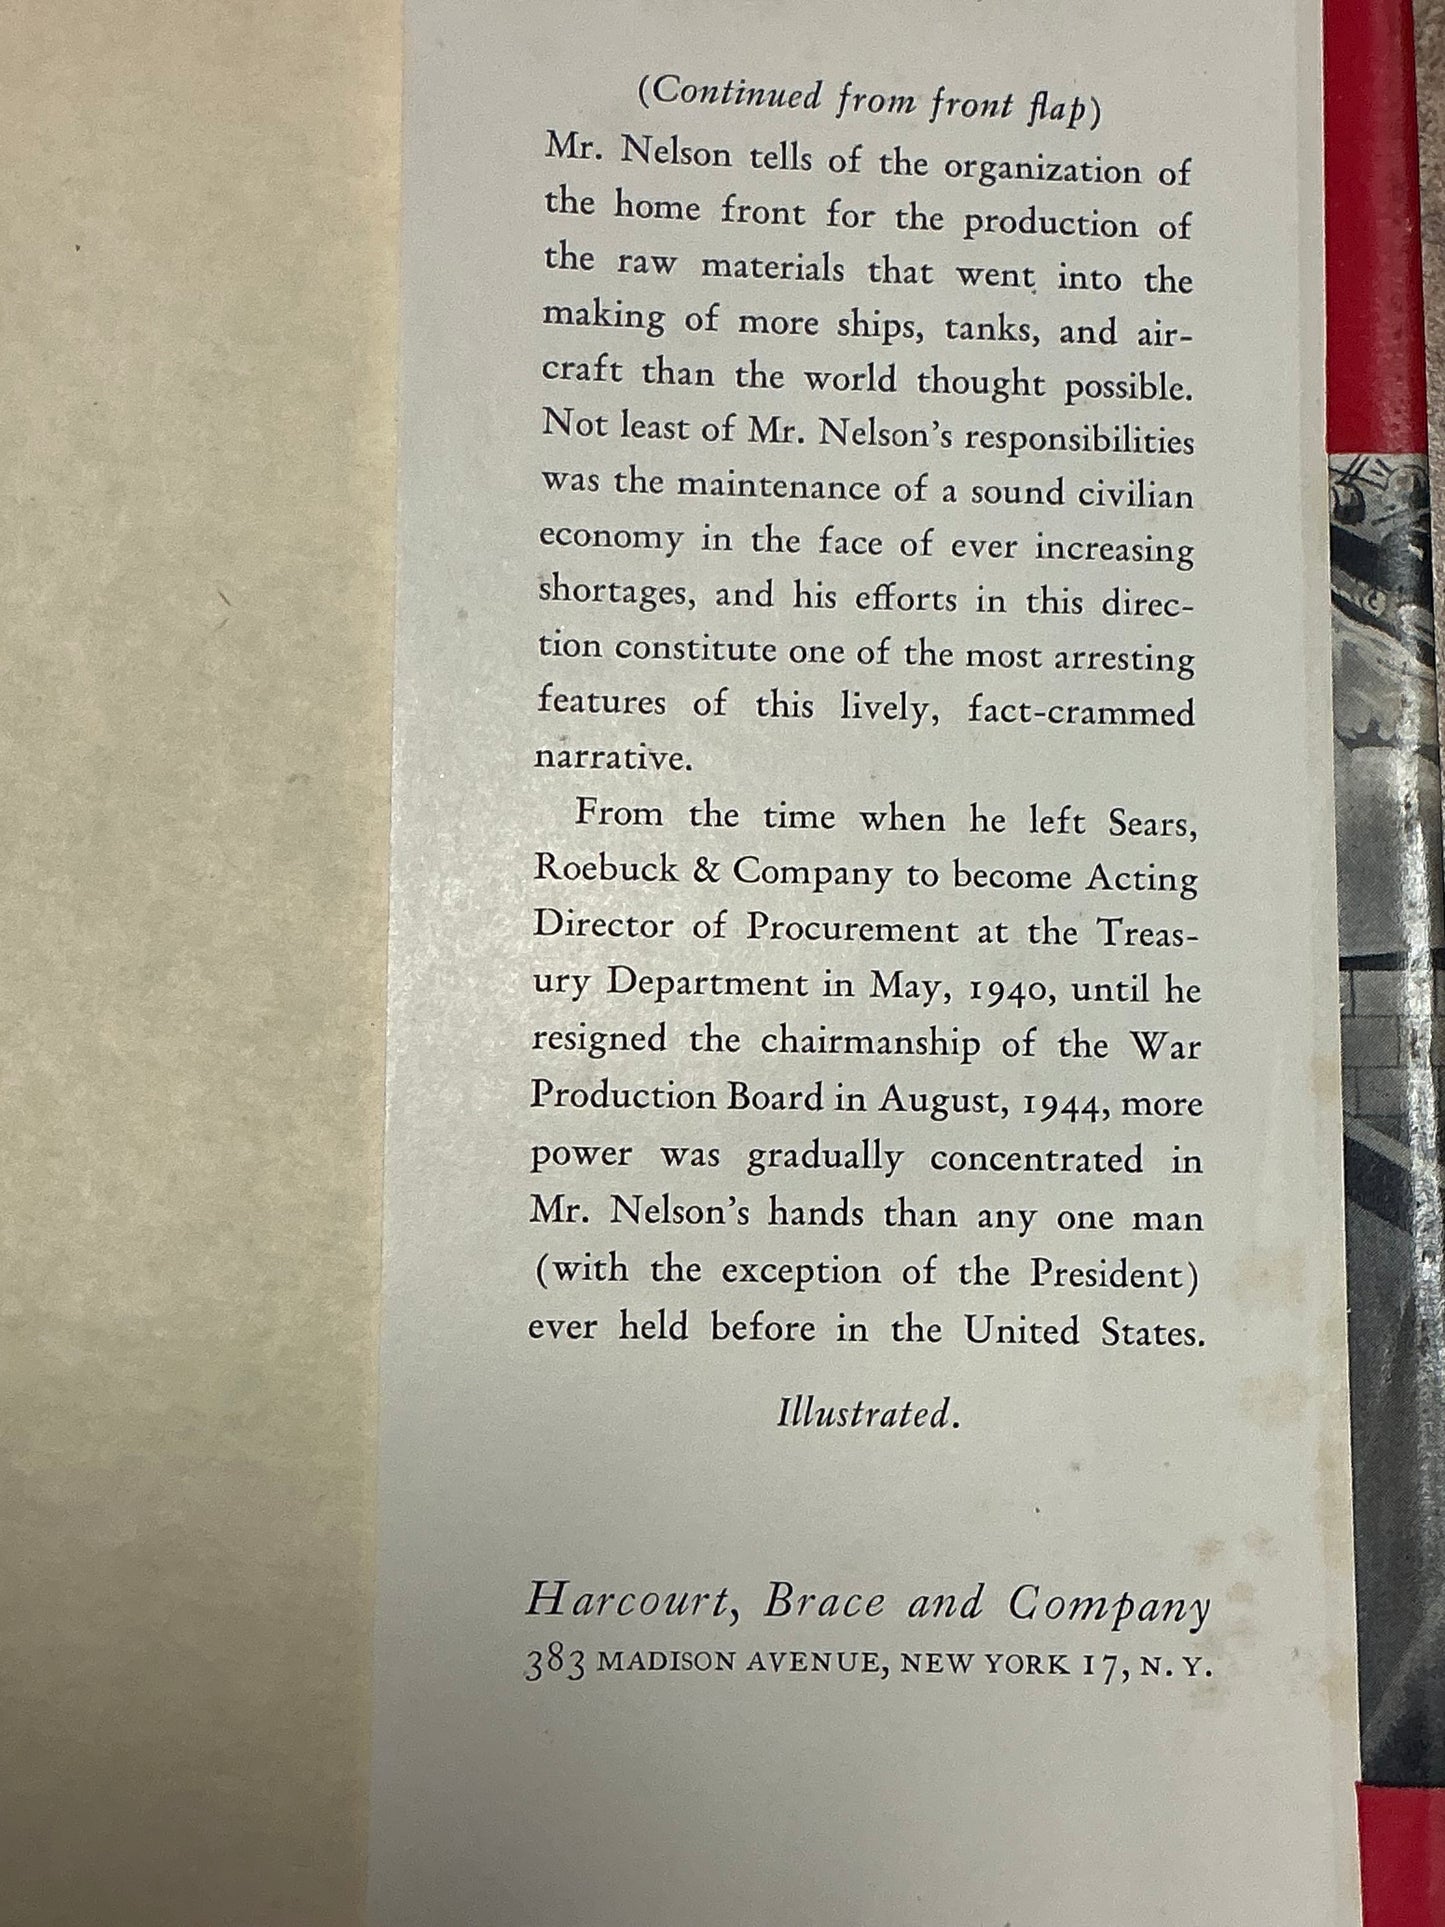 (Continued from front flap)
Mr. Nelson tells of the organization of
the home front for the production of
the raw materials that went into the
making of more ships, tanks, and air-
craft than the world thought possible.
Not least of Mr. Nelson's responsibilities
was the maintenance of a sound civilian
economy in the face of ever increasing
shortages, and his efforts in this direc-
tion constitute one of the most arresting
features of this lively, fact-crammed
narrative.
From the time when he left Sears,
Roebuck & Company to become Acting
Director of Procurement at the Treas-
ury Department in May, 1940, until he
resigned the chairmanship of the War
Production Board in August, 1944, more
power was gradually concentrated in
Mr. Nelson's hands than any one man
(with the exception of the President)
ever held before in the United States.
Illustrated.
Harcourt, Brace and Company
383 MADISON AVENUE, NEW YORK 17, N. Y.